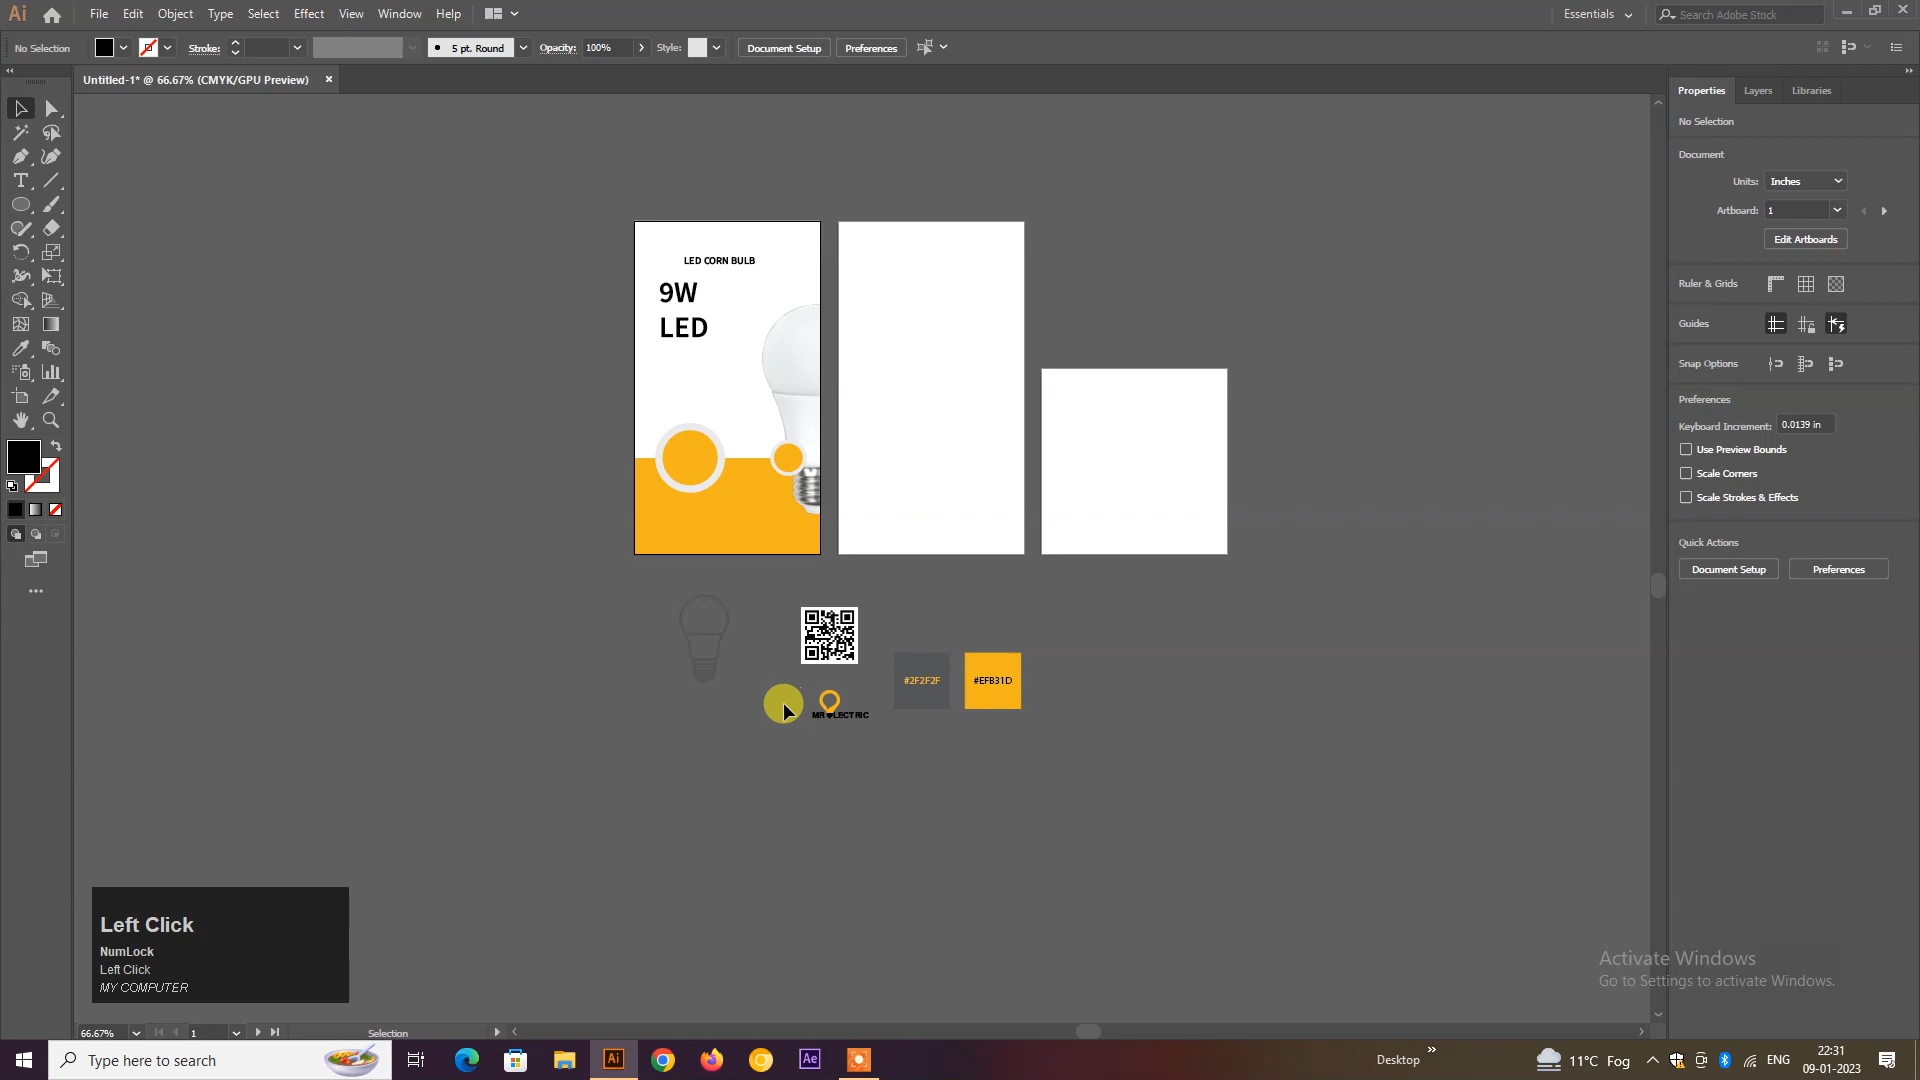 Ai File Edit Object Type Select Effect View Window Help Essentials Search Adobe Stock
No Selection Stroke: 5 pt. Round Opacity: 100% Style: Document Setup Preferences
Untitled-1* @ 66.67% (CMYK/GPU Preview)
Properties Layers Libraries
No Selection
Document
Units: Inches
Artboard: 1
Edit Artboards
Ruler & Grids
Guides
Snap Options
Preferences
Keyboard Increment: 0.0139 in
Use Preview Bounds
Scale Corners
Scale Strokes & Effects
Quick Actions
Document Setup Preferences
LED CORN BULB
9W
LED
#2F2F2F #EFB31D
Left Click
NumLock
Left Click
MY COMPUTER
Activate Windows
Go to Settings to activate Windows.
66.67% 1 Selection
Type here to search
Ai Ae Desktop 11°C Fog ENG
22:31
09-01-2023